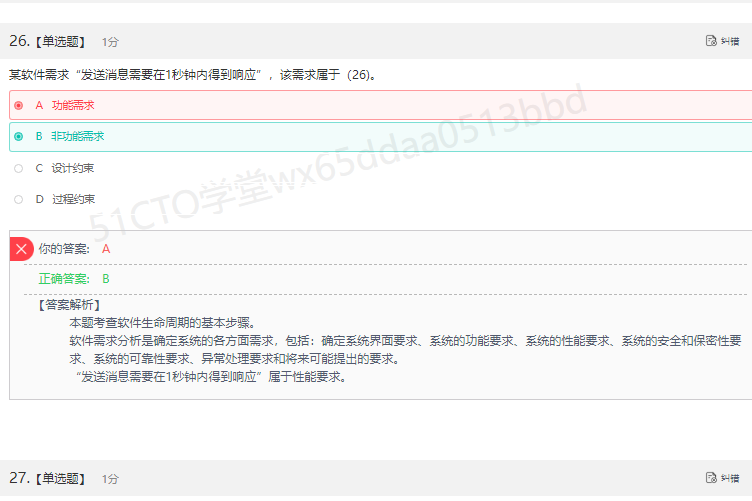 26.【单选题】 1分 纠错
某软件需求“发送消息需要在1秒钟内得到响应”，该需求属于（26)。
A 功能需求
B 非功能需求
C 设计约束
D 过程约束
51CTO学堂wx65ddaa0513bbd
你的答案: A
正确答案: B
【答案解析】
本题考查软件生命周期的基本步骤。
软件需求分析是确定系统的各方面需求，包括：确定系统界面要求、系统的功能要求、系统的性能要求、系统的安全和保密性要
求、系统的可靠性要求、异常处理要求和将来可能提出的要求。
“发送消息需要在1秒钟内得到响应”属于性能要求。
27.【单选题】 1分 纠错